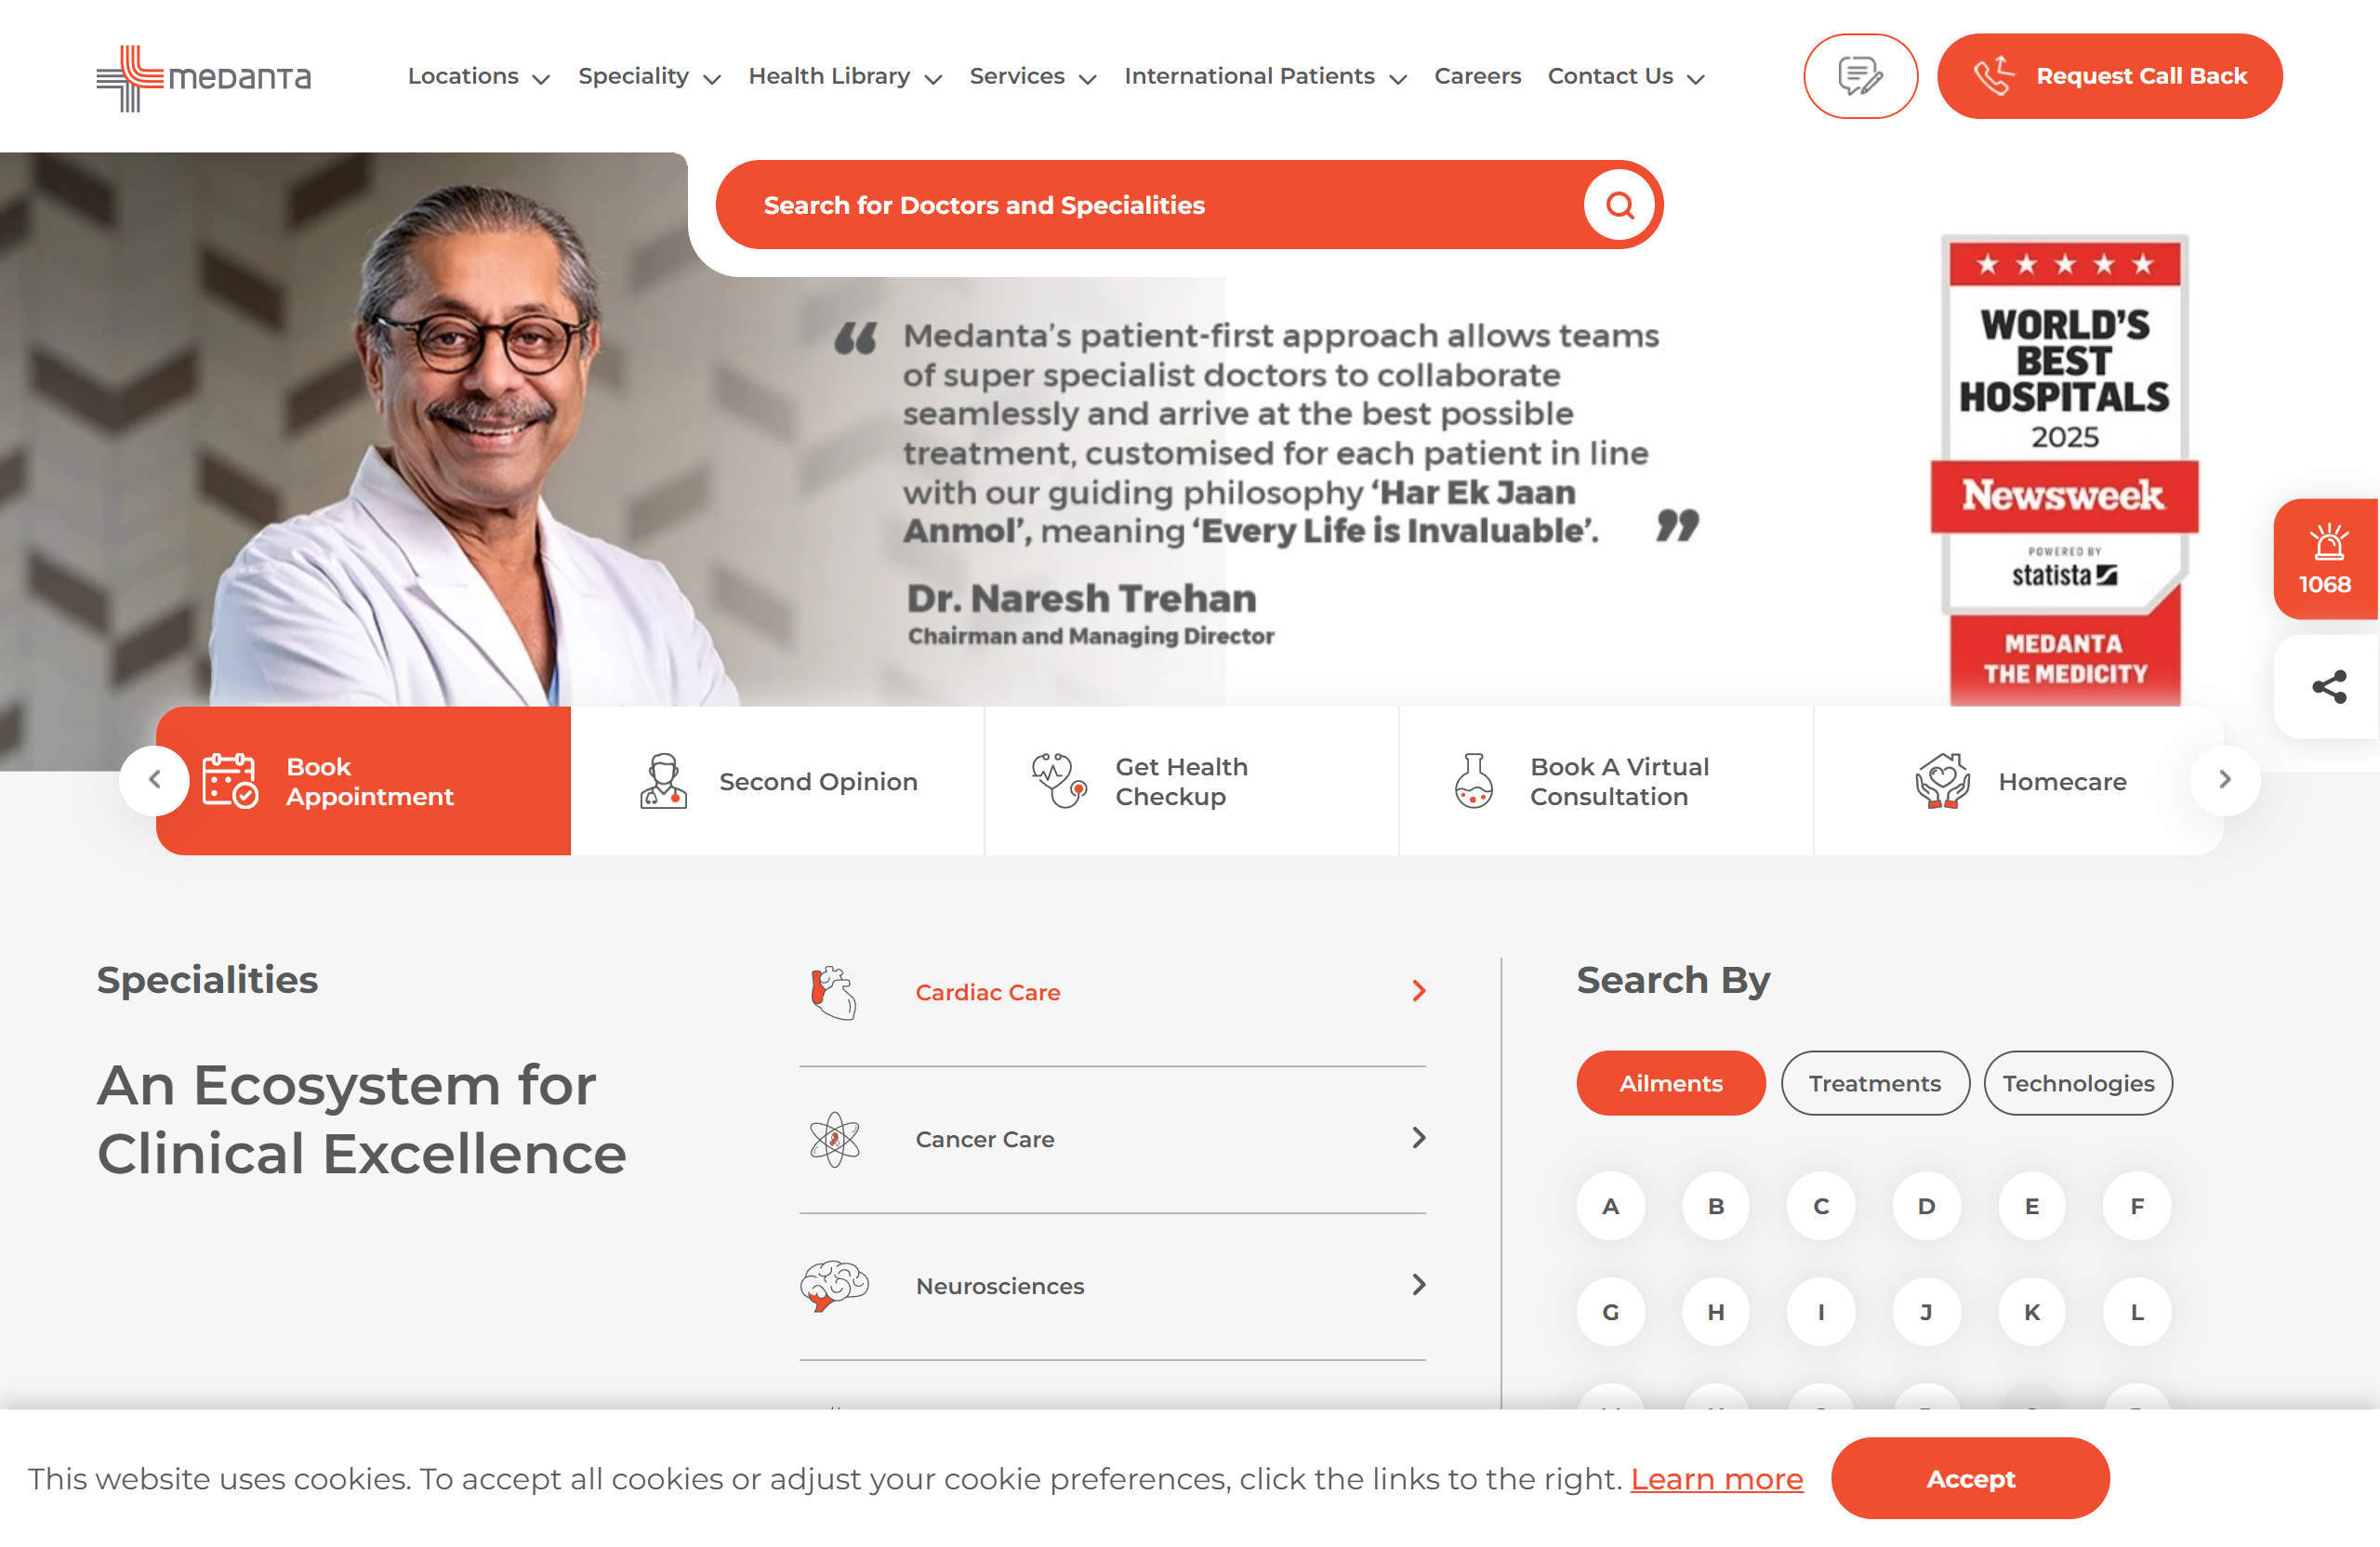 medanta
Locations
Speciality
Health Library
Services
International Patients
Careers
Contact Us
Request Call Back
Search for Doctors and Specialities
“ Medanta’s patient-first approach allows teams
of super specialist doctors to collaborate
seamlessly and arrive at the best possible
treatment, customised for each patient in line
with our guiding philosophy ‘Har Ek Jaan
Anmol’, meaning ‘Every Life is Invaluable’. ”
Dr. Naresh Trehan
Chairman and Managing Director
WORLD’S
BEST
HOSPITALS
2025
Newsweek
POWERED BY
statista
MEDANTA
THE MEDICITY
1068
Book
Appointment
Second Opinion
Get Health
Checkup
Book A Virtual
Consultation
Homecare
Specialities
An Ecosystem for
Clinical Excellence
Cardiac Care
Cancer Care
Neurosciences
Search By
Ailments
Treatments
Technologies
A B C D E F
G H I J K L
This website uses cookies. To accept all cookies or adjust your cookie preferences, click the links to the right. Learn more
Accept